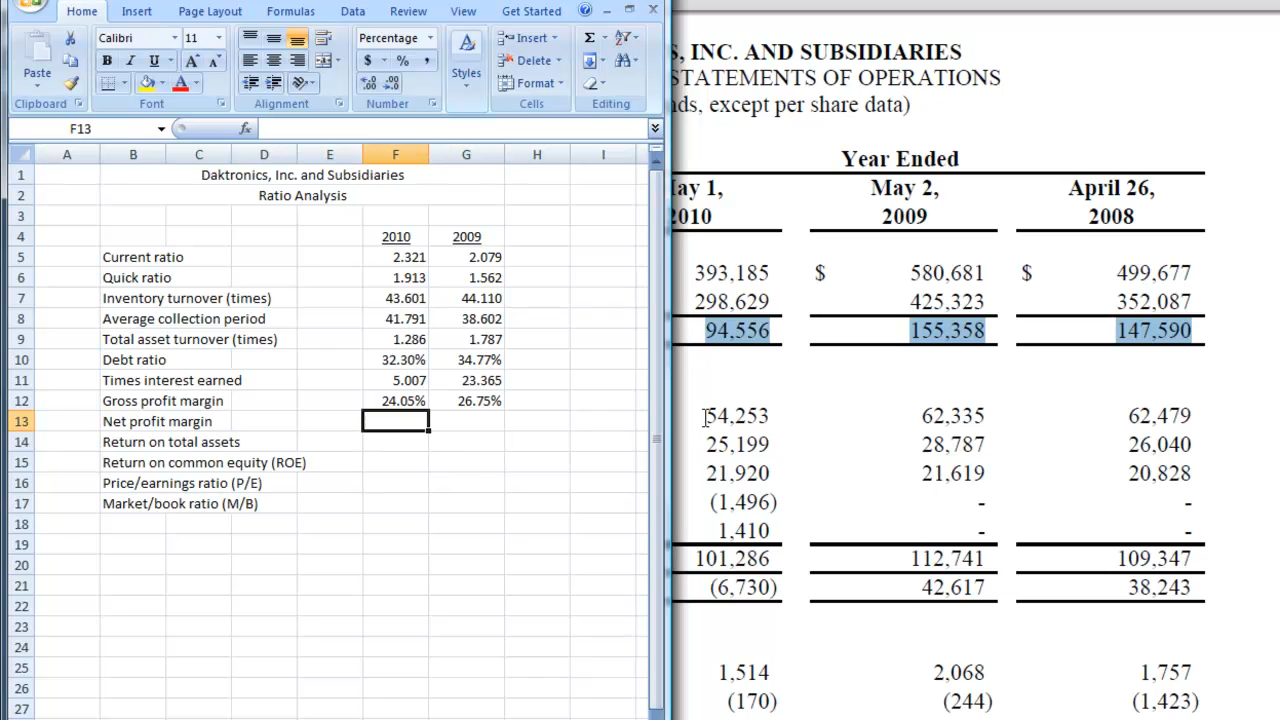 Home Insert Page Layout Formulas Data Review View Get Started
Calibri 11 Percentage Insert Σ
Paste B I U A A $ % , Styles Delete
Format
Clipboard Font Alignment Number Cells Editing
F13 fx
A B C D E F G H I
1 Daktronics, Inc. and Subsidiaries
2 Ratio Analysis
3
4 2010 2009
5 Current ratio 2.321 2.079
6 Quick ratio 1.913 1.562
7 Inventory turnover (times) 43.601 44.110
8 Average collection period 41.791 38.602
9 Total asset turnover (times) 1.286 1.787
10 Debt ratio 32.30% 34.77%
11 Times interest earned 5.007 23.365
12 Gross profit margin 24.05% 26.75%
13 Net profit margin
14 Return on total assets
15 Return on common equity (ROE)
16 Price/earnings ratio (P/E)
17 Market/book ratio (M/B)
18
19
20
21
22
23
24
25
26
27
, INC. AND SUBSIDIARIES
STATEMENTS OF OPERATIONS
nds, except per share data)
Year Ended
ay 1, May 2, April 26,
2010 2009 2008
393,185 $ 580,681 $ 499,677
298,629 425,323 352,087
94,556 155,358 147,590
54,253 62,335 62,479
25,199 28,787 26,040
21,920 21,619 20,828
(1,496) - -
1,410 - -
101,286 112,741 109,347
(6,730) 42,617 38,243
1,514 2,068 1,757
(170) (244) (1,423)